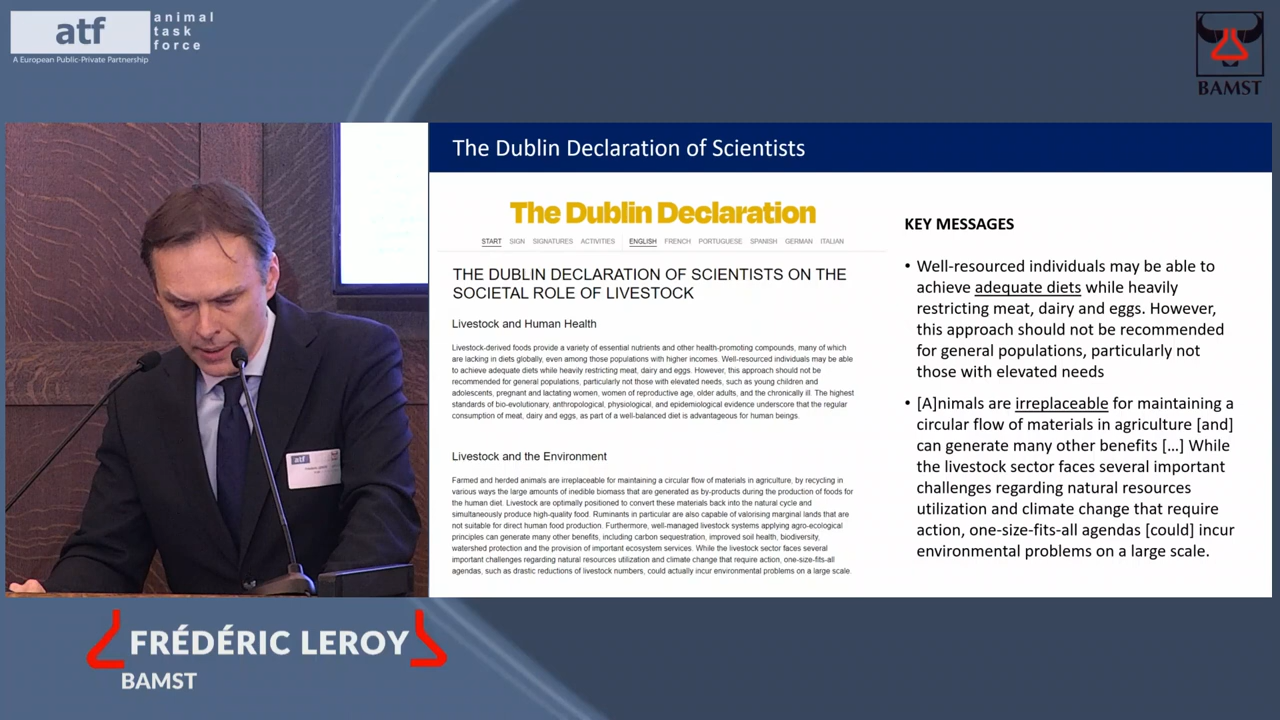 atf
animal
task
force
A European Public-Private Partnership
BAMST
The Dublin Declaration of Scientists
The Dublin Declaration
START SIGN SIGNATURES ACTIVITIES ENGLISH FRENCH PORTUGUESE SPANISH GERMAN ITALIAN
THE DUBLIN DECLARATION OF SCIENTISTS ON THE
SOCIETAL ROLE OF LIVESTOCK
Livestock and Human Health
Livestock-derived foods provide a variety of essential nutrients and other health-promoting compounds, many of which
are lacking in diets globally, even among those populations with higher incomes. Well-resourced individuals may be able
to achieve adequate diets while heavily restricting meat, dairy and eggs. However, this approach should not be
recommended for general populations, particularly not those with elevated needs, such as young children and
adolescents, pregnant and lactating women, women of reproductive age, older adults, and the chronically ill. The highest
standards of bio-evolutionary, anthropological, physiological, and epidemiological evidence underscore that the regular
consumption of meat, dairy and eggs, as part of a well-balanced diet is advantageous for human beings.
Livestock and the Environment
Farmed and herded animals are irreplaceable for maintaining a circular flow of materials in agriculture, by recycling in
various ways the large amounts of inedible biomass that are generated as by-products during the production of foods for
the human diet. Livestock are optimally positioned to convert these materials back into the natural cycle and
simultaneously produce high-quality food. Ruminants in particular are also capable of valorising marginal lands that are
not suitable for direct human food production. Furthermore, well-managed livestock systems applying agro-ecological
principles can generate many other benefits, including carbon sequestration, improved soil health, biodiversity,
watershed protection and the provision of important ecosystem services. While the livestock sector faces several
important challenges regarding natural resources utilization and climate change that require action, one-size-fits-all
agendas, such as drastic reductions of livestock numbers, could actually incur environmental problems on a large scale.
KEY MESSAGES
• Well-resourced individuals may be able to
achieve adequate diets while heavily
restricting meat, dairy and eggs. However,
this approach should not be recommended
for general populations, particularly not
those with elevated needs
• [A]nimals are irreplaceable for maintaining a
circular flow of materials in agriculture [and]
can generate many other benefits […] While
the livestock sector faces several important
challenges regarding natural resources
utilization and climate change that require
action, one-size-fits-all agendas [could] incur
environmental problems on a large scale.
atf
FRÉDÉRIC LEROY
BAMST